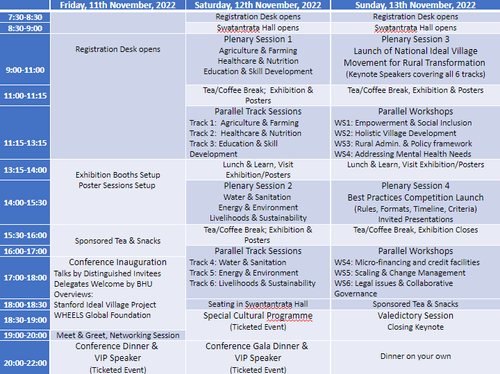 Friday, 11th November, 2022 Saturday, 12th November, 2022 Sunday, 13th November, 2022
7:30-8:30 Registration Desk opens Registration Desk opens
8:30-9:00 Swatantrata Hall opens Swatantrata Hall opens
9:00-11:00
Registration Desk opens
Plenary Session 1
Agriculture & Farming
Healthcare & Nutrition
Education & Skill Development
Plenary Session 3
Launch of National Ideal Village
Movement for Rural Transformation
(Keynote Speakers covering all 6 tracks)
11:00-11:15
Tea/Coffee Break; Exhibition &
Posters
Tea/Coffee Break, Exhibition & Posters
11:15-13:15
Parallel Track Sessions
Track 1: Agriculture & Farming
Track 2: Healthcare & Nutrition
Track 3: Education & Skill
Development
Parallel Workshops
WS1: Empowerment & Social Inclusion
WS2: Holistic Village Development
WS3: Rural Admin. & Policy framework
WS4: Addressing Mental Health Needs
13:15-14:00
Exhibition Booths Setup
Poster Sessions Setup
Lunch & Learn, Visit
Exhibition/Posters
Lunch & Learn, Visit Exhibition/Posters
14:00-15:30
Plenary Session 2
Water & Sanitation
Energy & Environment
Livelihoods & Sustainability
Plenary Session 4
Best Practices Competition Launch
(Rules, Formats, Timeline, Criteria)
Invited Presentations
15:30-16:00
Sponsored Tea & Snacks
Tea/Coffee Break, Exhibition &
Posters
Tea/Coffee Break, Exhibition Closes
16:00-17:00
17:00-18:00
Conference Inauguration
Talks by Distinguished Invitees
Delegates Welcome by BHU
Overviews:
Stanford Ideal Village Project
WHEELS Global Foundation
Parallel Track Sessions
Track 4: Water & Sanitation
Track 5: Energy & Environment
Track 6: Livelihoods & Sustainability
Parallel Workshops
WS4: Micro-financing and credit facilities
WS5: Scaling & Change Management
WS6: Legal issues & Collaborative
Governance
18:00-18:30 Seating in Swantantrata Hall Sponsored Tea & Snacks
18:30-19:00
Special Cultural Programme
(Ticketed Event)
Valedictory Session
Closing Keynote
19:00-20:00 Meet & Greet, Networking Session
20:00-22:00
Conference Dinner &
VIP Speaker
(Ticketed Event)
Conference Gala Dinner &
VIP Speaker
(Ticketed Event)
Dinner on your own